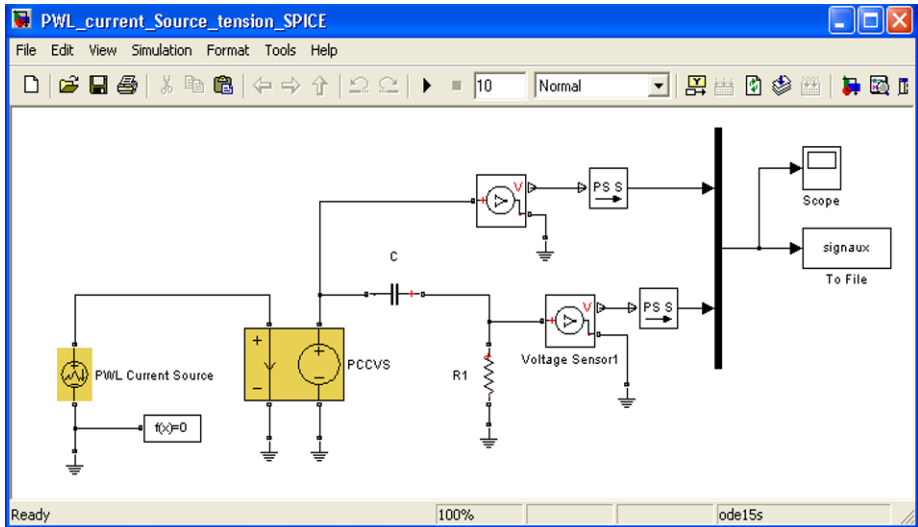 PWL_current_Source_tension_SPICE
File Edit View Simulation Format Tools Help
10 Normal
V
PS S
Scope
signaux
To File
C
V
PS S
Voltage Sensor1
PCCVS
R1
PWL Current Source
f(x)=0
Ready 100% ode15s